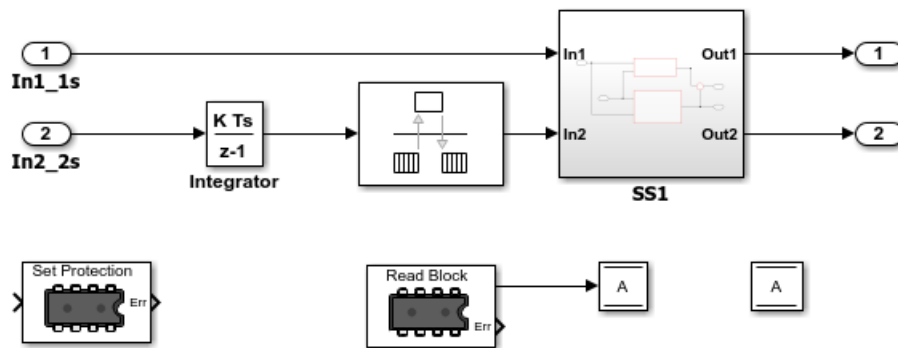 1
In1_1s
In1
Out1
1
2
In2_2s
K Ts
z-1
Integrator
In2
Out2
2
SS1
Set Protection
Err
Read Block
Err
A
A